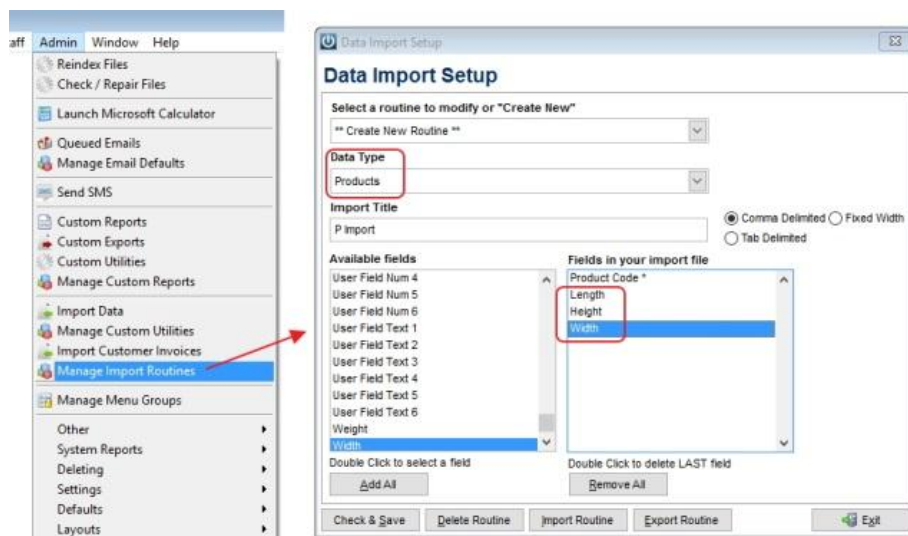 aff Admin Window Help
Reindex Files
Check / Repair Files
Launch Microsoft Calculator
Queued Emails
Manage Email Defaults
Send SMS
Custom Reports
Custom Exports
Custom Utilities
Manage Custom Reports
Import Data
Manage Custom Utilities
Import Customer Invoices
Manage Import Routines
Manage Menu Groups
Other
System Reports
Deleting
Settings
Defaults
Layouts
Data Import Setup
Data Import Setup
Select a routine to modify or "Create New"
** Create New Routine **
Data Type
Products
Import Title
P Import
Comma Delimited Fixed Width
Tab Delimited
Available fields
User Field Num 4
User Field Num 5
User Field Num 6
User Field Text 1
User Field Text 2
User Field Text 3
User Field Text 4
User Field Text 5
User Field Text 6
Weight
Width
Double Click to select a field
Add All
Fields in your import file
Product Code *
Length
Height
Width
Double Click to delete LAST field
Remove All
Check & Save Delete Routine Import Routine Export Routine Exit